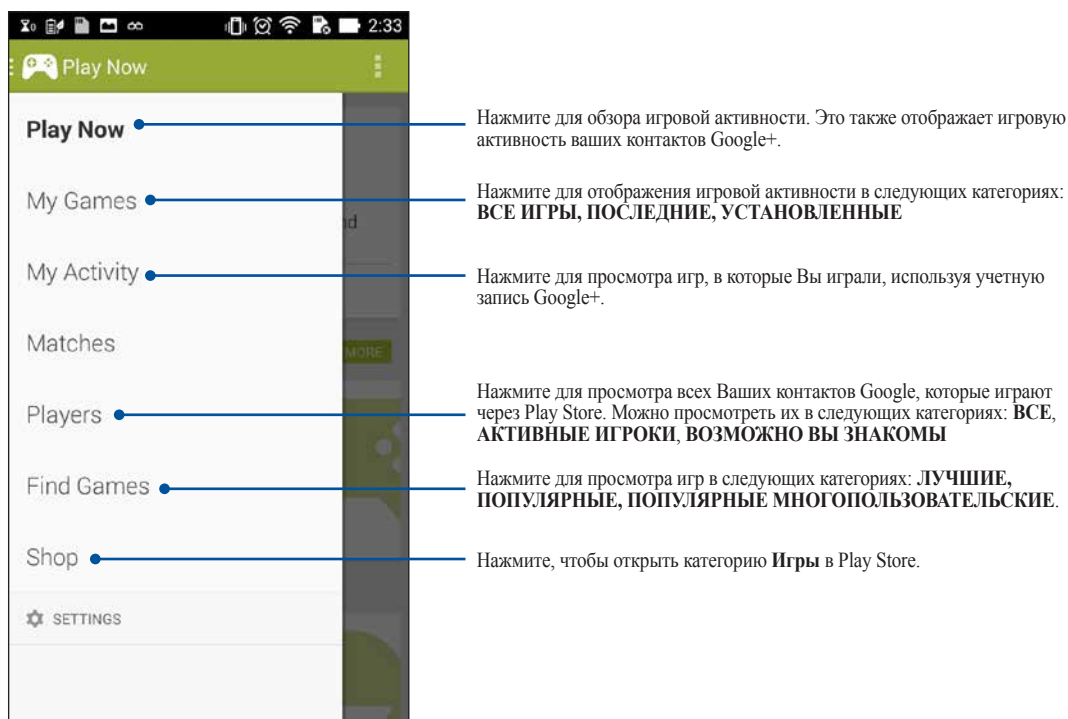 2:33
Play Now
Play Now
My Games
My Activity
Matches
Players
Find Games
Shop
SETTINGS
nd
MORE
Нажмите для обзора игровой активности. Это также отображает игровую
активность ваших контактов Google+.
Нажмите для отображения игровой активности в следующих категориях:
ВСЕ ИГРЫ, ПОСЛЕДНИЕ, УСТАНОВЛЕННЫЕ
Нажмите для просмотра игр, в которые Вы играли, используя учетную
запись Google+.
Нажмите для просмотра всех Ваших контактов Google, которые играют
через Play Store. Можно просмотреть их в следующих категориях: ВСЕ,
АКТИВНЫЕ ИГРОКИ, ВОЗМОЖНО ВЫ ЗНАКОМЫ
Нажмите для просмотра игр в следующих категориях: ЛУЧШИЕ,
ПОПУЛЯРНЫЕ, ПОПУЛЯРНЫЕ МНОГОПОЛЬЗОВАТЕЛЬСКИЕ.
Нажмите, чтобы открыть категорию Игры в Play Store.